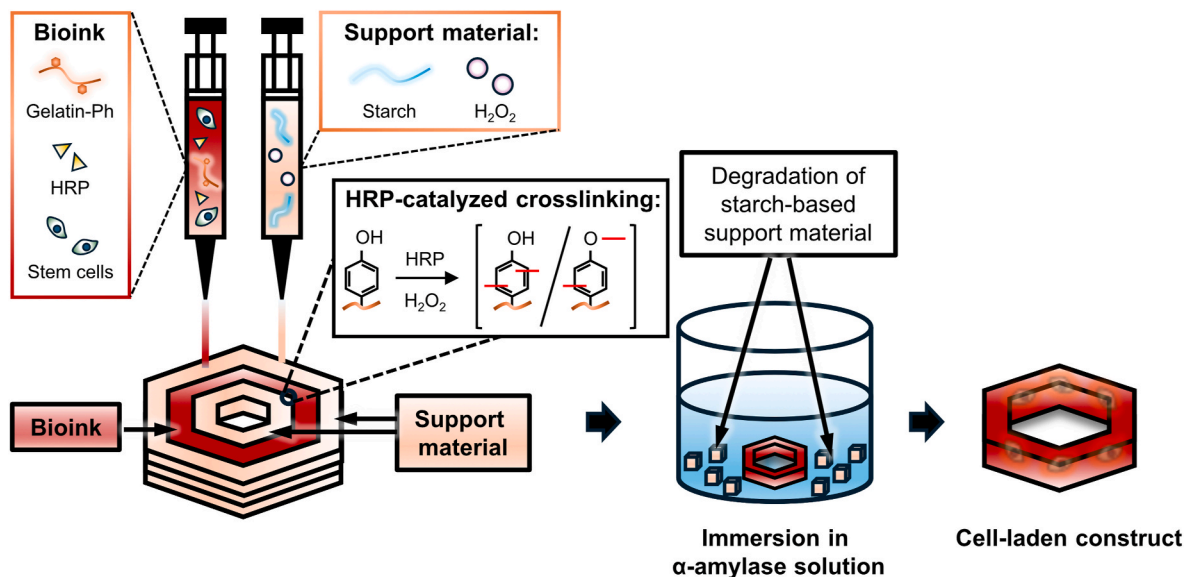 Bioink
Gelatin-Ph
HRP
Stem cells
Support material:
Starch
H₂O₂
HRP-catalyzed crosslinking:
OH
HRP
H₂O₂
OH
O
Bioink
Support
material
Degradation of
starch-based
support material
Immersion in
α-amylase solution
Cell-laden construct